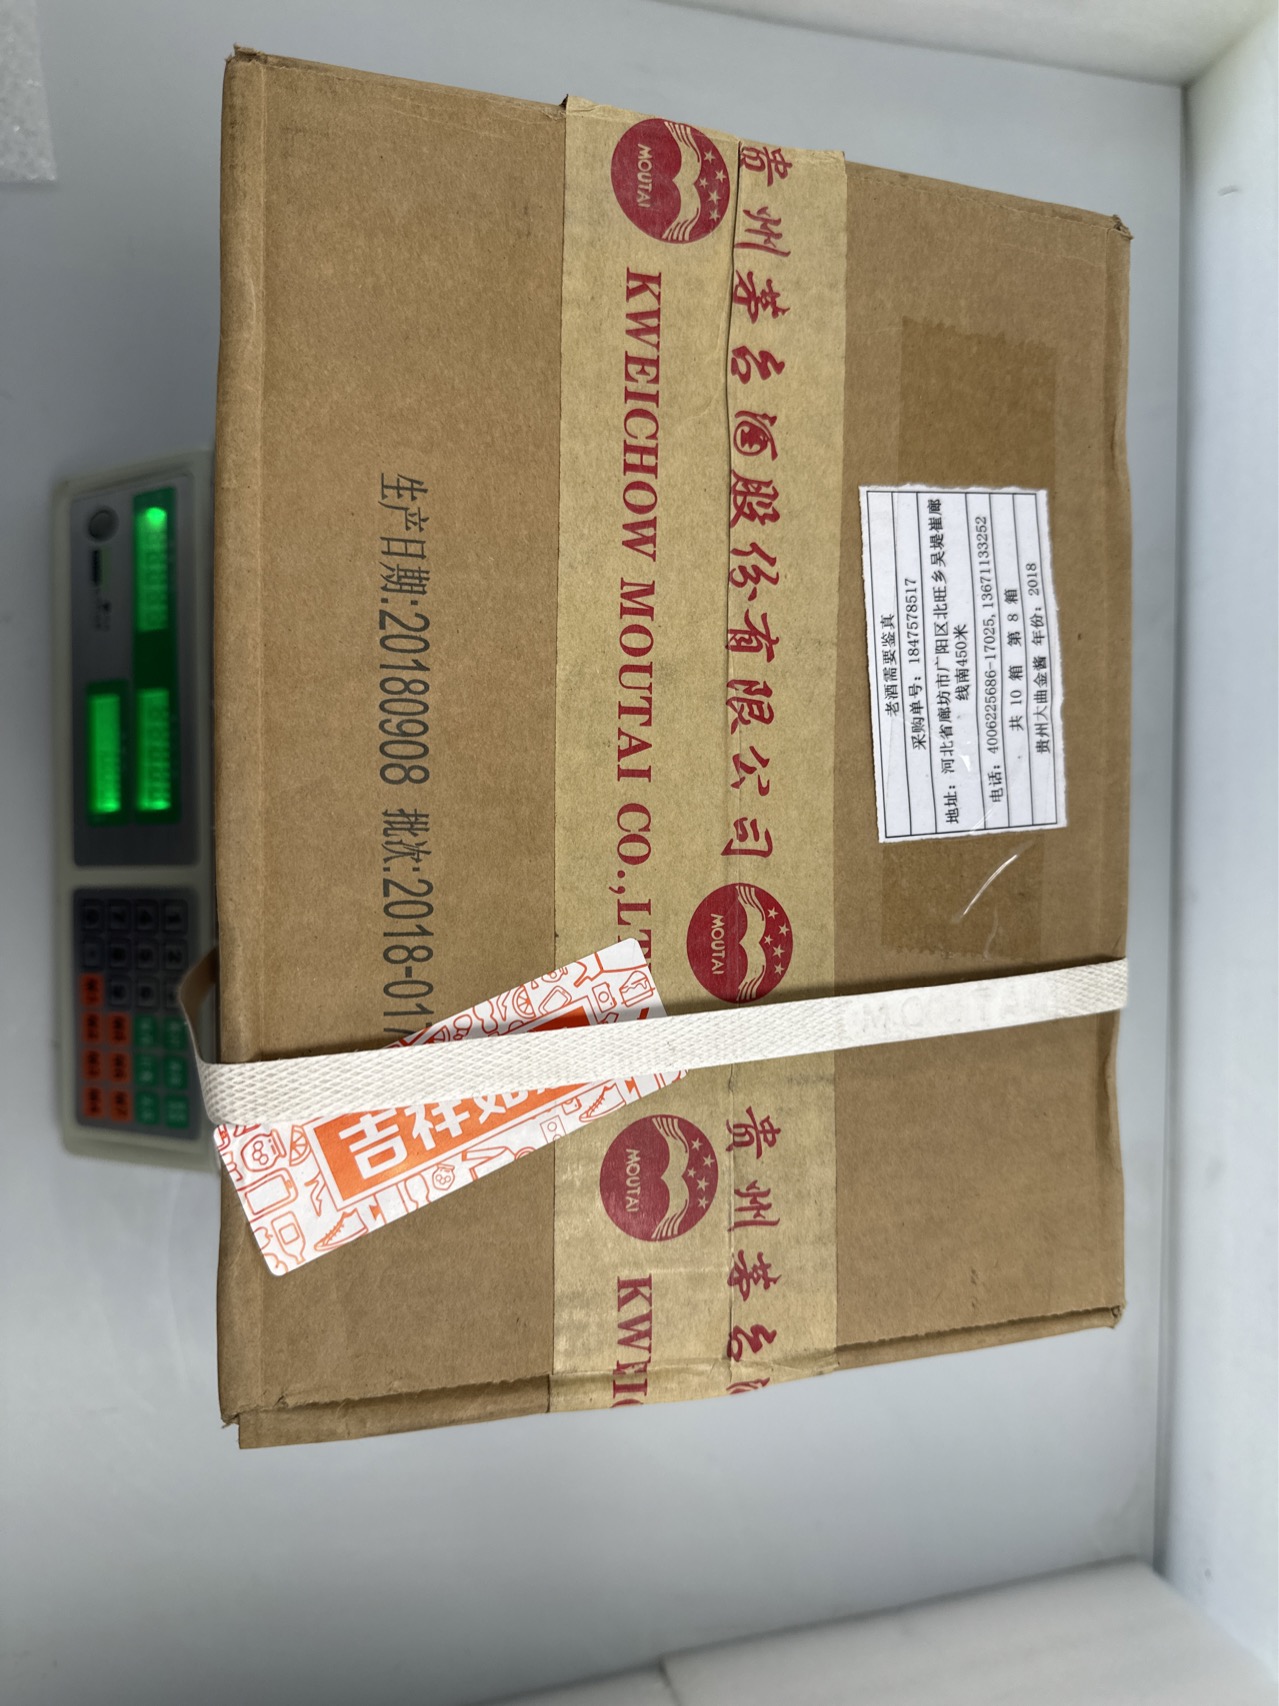 MOUTAI
贵州茅台酒股份有限公司
KWEICHOW MOUTAI CO.,LT
MOUTAI
贵州茅台
MOUTAI
KWEIC
生产日期:20180908 批次:2018-01
吉祥如
MOUTAI
老酒需要鉴真
采购单号: 1847578517
地址: 河北省廊坊市广阳区北旺乡吴堤崔廊
线南450米
电话: 4006225686-17025,13671133252
共 10 箱 第 8 箱
贵州大曲金酱 年份: 2018